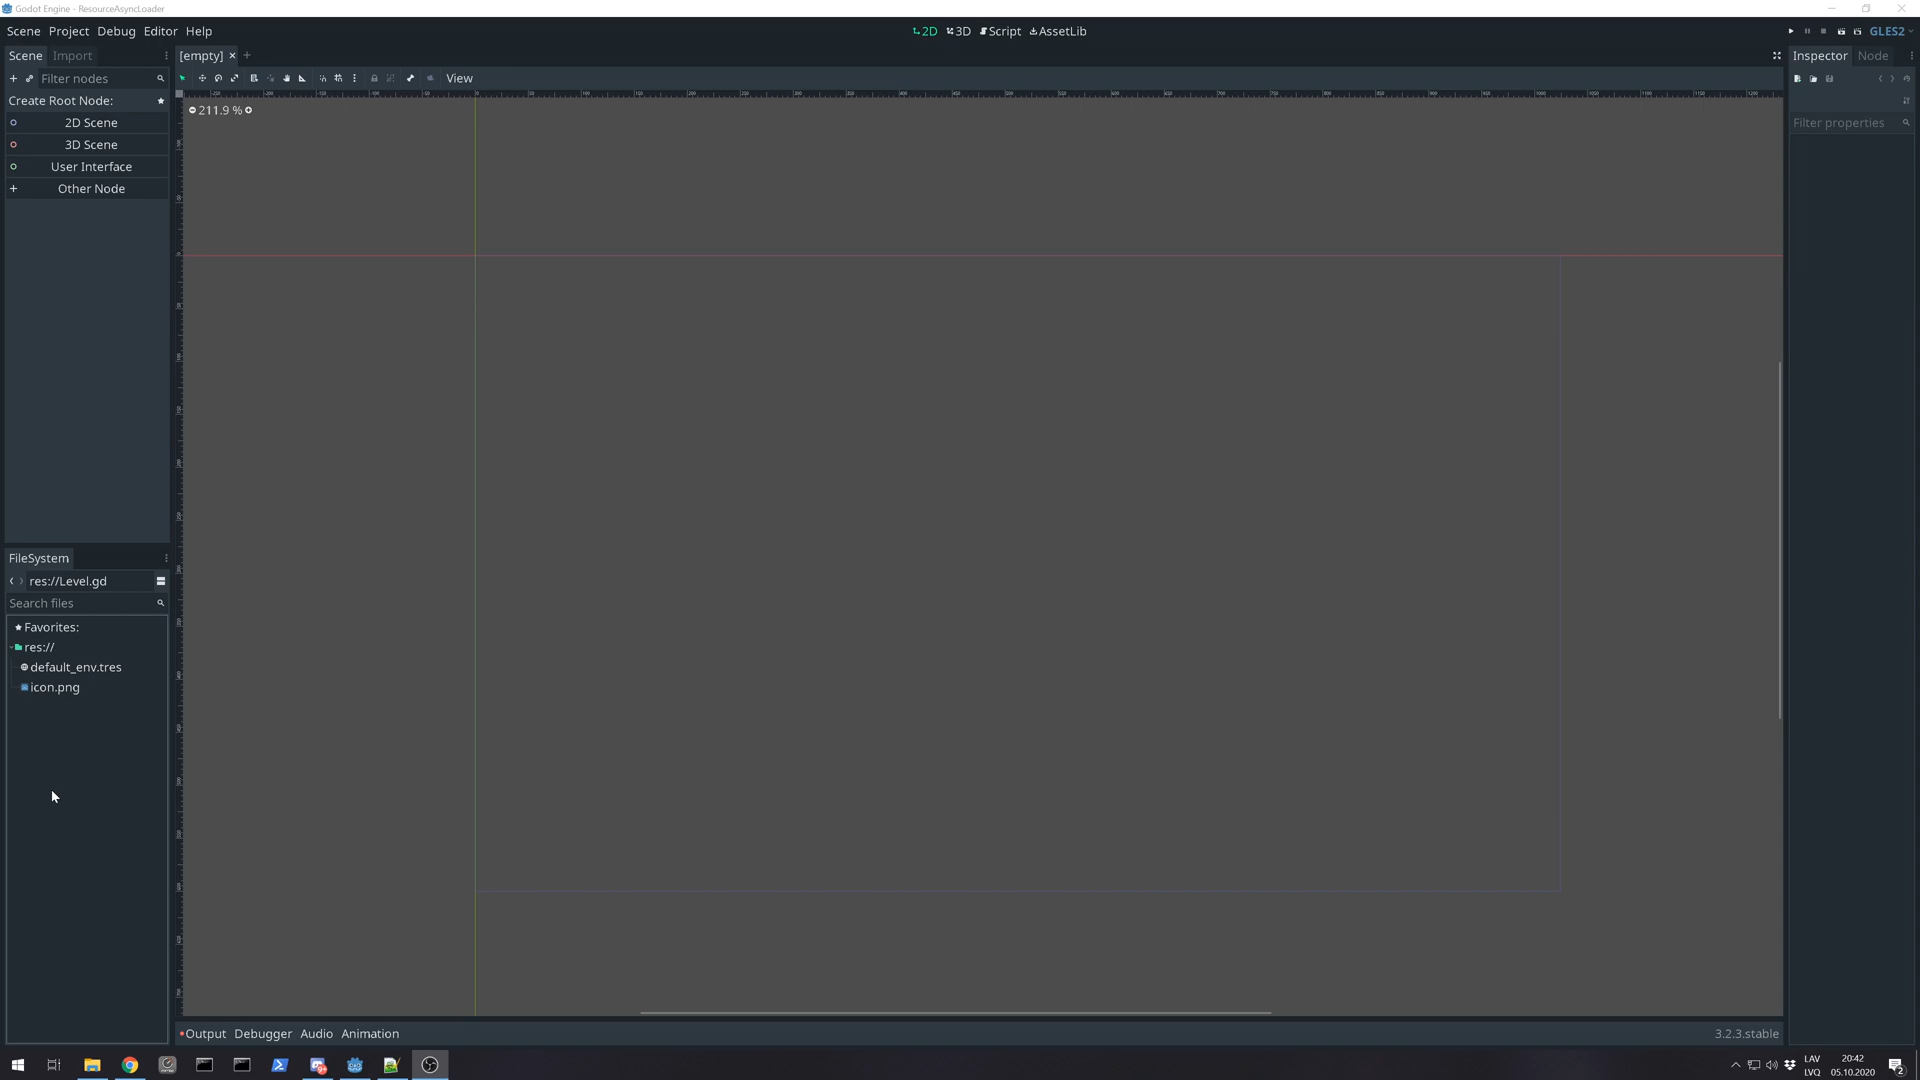 Godot Engine - ResourceAsyncLoader
Scene Project Debug Editor Help
2D 3D Script AssetLib
GLES2
Scene Import
[empty]
Inspector Node
Filter nodes
View
Create Root Node:
211.9 %
2D Scene
Filter properties
3D Scene
User Interface
Other Node
FileSystem
res://Level.gd
Search files
Favorites:
res://
default_env.tres
icon.png
Output Debugger Audio Animation
3.2.3.stable
LAV
LVQ
20:42
05.10.2020
2